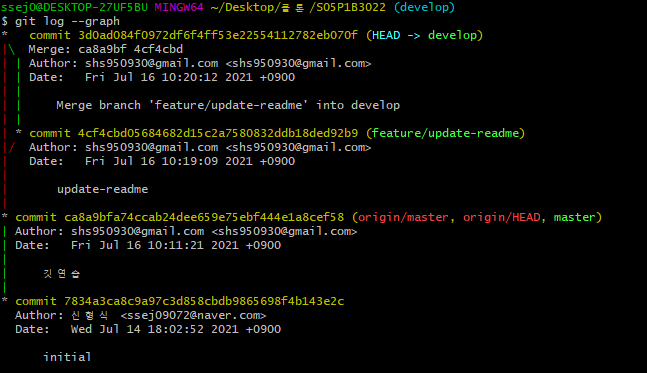 ssej0@DESKTOP-27UF5BU MINGW64 ~/Desktop/플톤/S05P1B3022 (develop)
$ git log --graph
*   commit 3d0ad084f0972df6f4ff53e22554112782eb070f (HEAD -> develop)
|\  Merge: ca8a9bf 4cf4cbd
| | Author: shs950930@gmail.com <shs950930@gmail.com>
| | Date:   Fri Jul 16 10:20:12 2021 +0900
| |
| |     Merge branch 'feature/update-readme' into develop
| |
| * commit 4cf4cbd05684682d15c2a7580832ddb18ded92b9 (feature/update-readme)
|/  Author: shs950930@gmail.com <shs950930@gmail.com>
|   Date:   Fri Jul 16 10:19:09 2021 +0900
|
|       update-readme
|
* commit ca8a9bfa74ccab24dee659e75ebf444e1a8cef58 (origin/master, origin/HEAD, master)
| Author: shs950930@gmail.com <shs950930@gmail.com>
| Date:   Fri Jul 16 10:11:21 2021 +0900
|
|     깃연습
|
* commit 7834a3ca8c9a97c3d858cbdb9865698f4b143e2c
  Author: 신형식 <ssej09072@naver.com>
  Date:   Wed Jul 14 18:02:52 2021 +0900

      initial